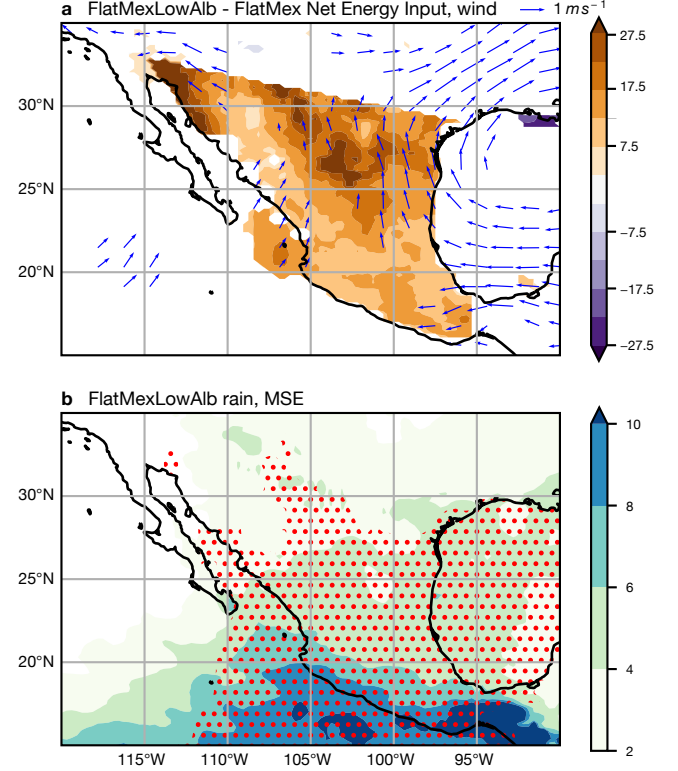 a FlatMexLowAlb - FlatMex Net Energy Input, wind 1 ms⁻¹
27.5
17.5
7.5
−7.5
−17.5
−27.5
30°N
25°N
20°N
b FlatMexLowAlb rain, MSE
10
8
6
4
2
30°N
25°N
20°N
115°W 110°W 105°W 100°W 95°W